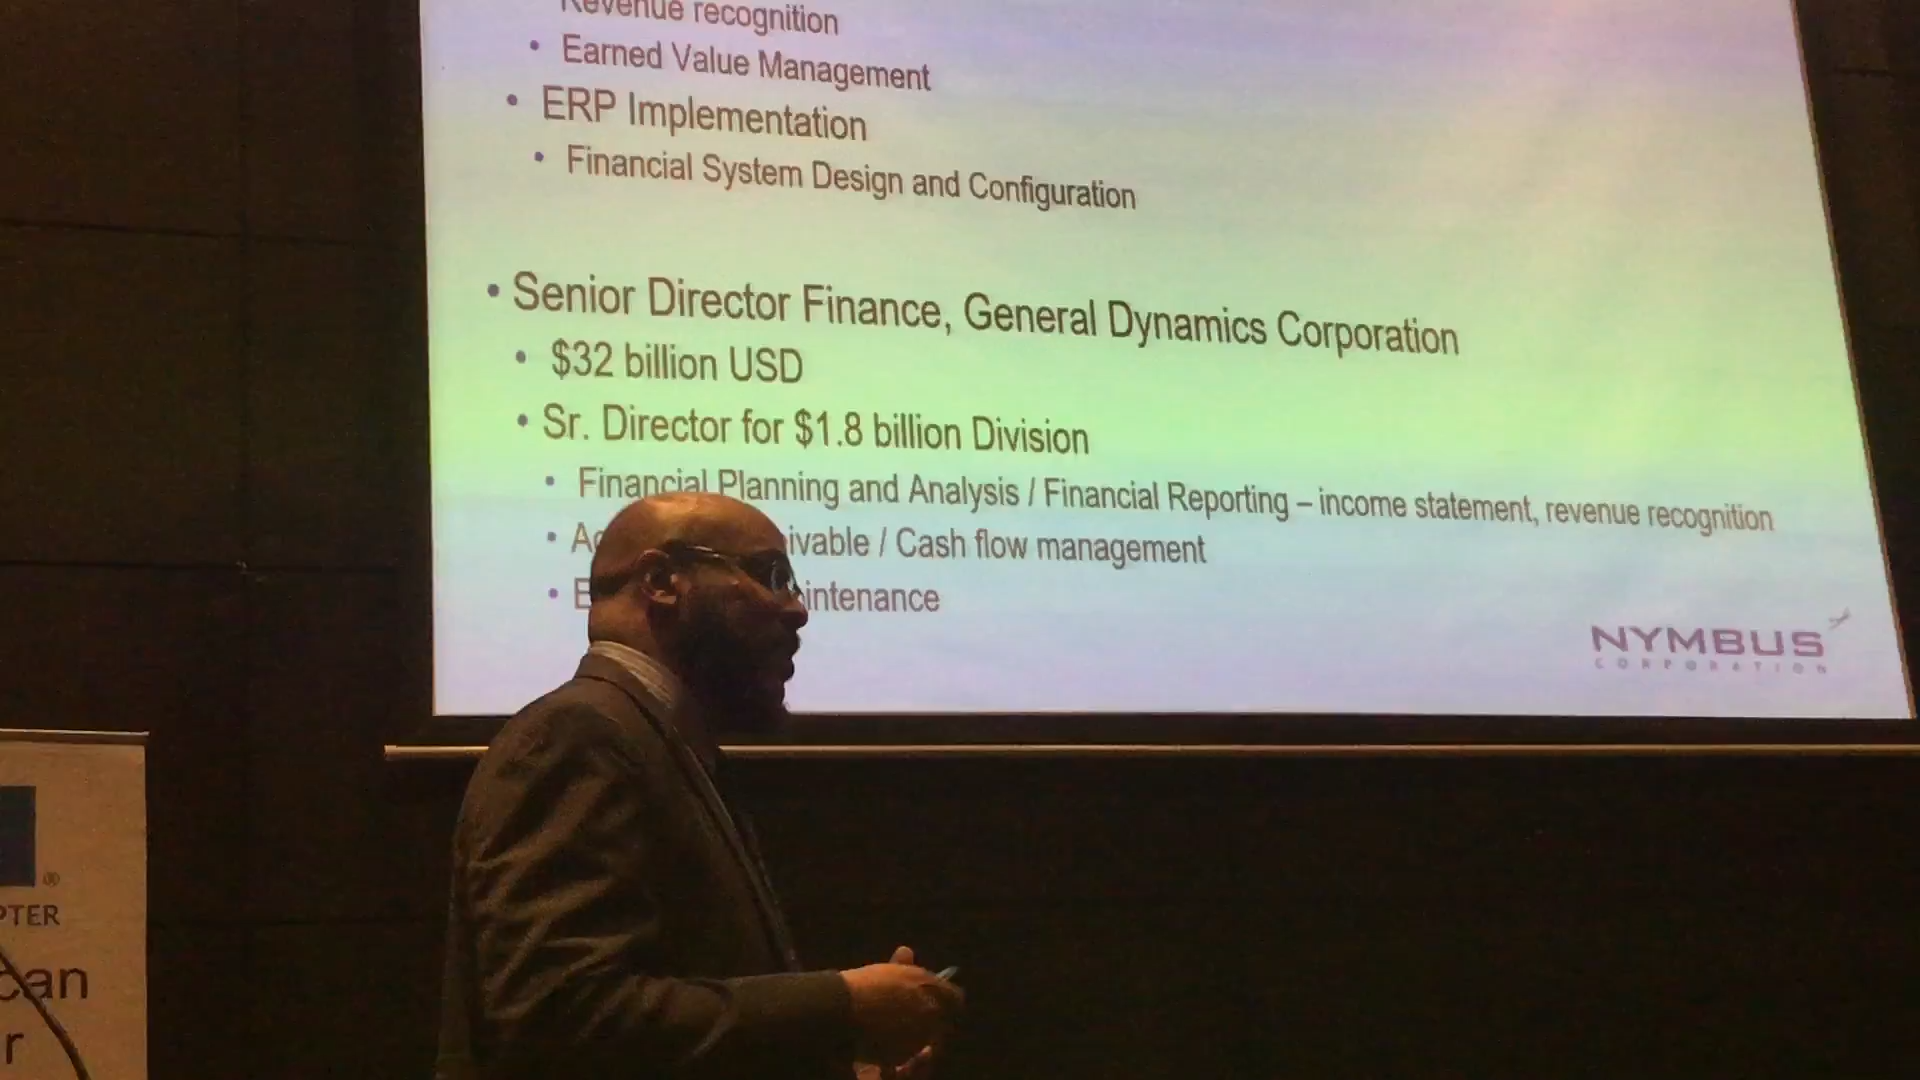 Revenue recognition
• Earned Value Management
• ERP Implementation
• Financial System Design and Configuration
• Senior Director Finance, General Dynamics Corporation
• $32 billion USD
• Sr. Director for $1.8 billion Division
• Financial Planning and Analysis / Financial Reporting – income statement, revenue recognition
• Ac ivable / Cash flow management
• E intenance
NYMBUS
CORPORATION
®
PTER
can
r